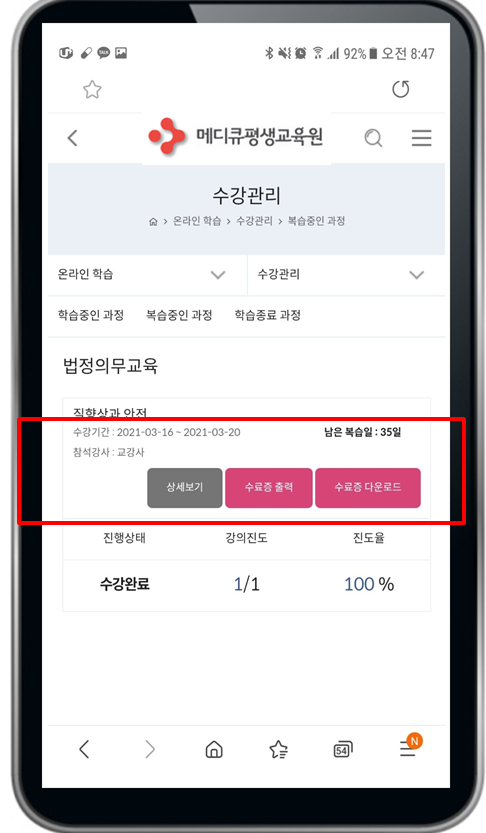 92% 오전 8:47
메디큐평생교육원
수강관리
온라인 학습 > 수강관리 > 복습중인 과정
온라인 학습 수강관리
학습중인 과정 복습중인 과정 학습종료 과정
법정의무교육
직향상과 안전
수강기간 : 2021-03-16 ~ 2021-03-20 남은 복습일 : 35일
참석강사 : 교강사
상세보기 수료증 출력 수료증 다운로드
진행상태 강의진도 진도율
수강완료 1/1 100 %
54 N